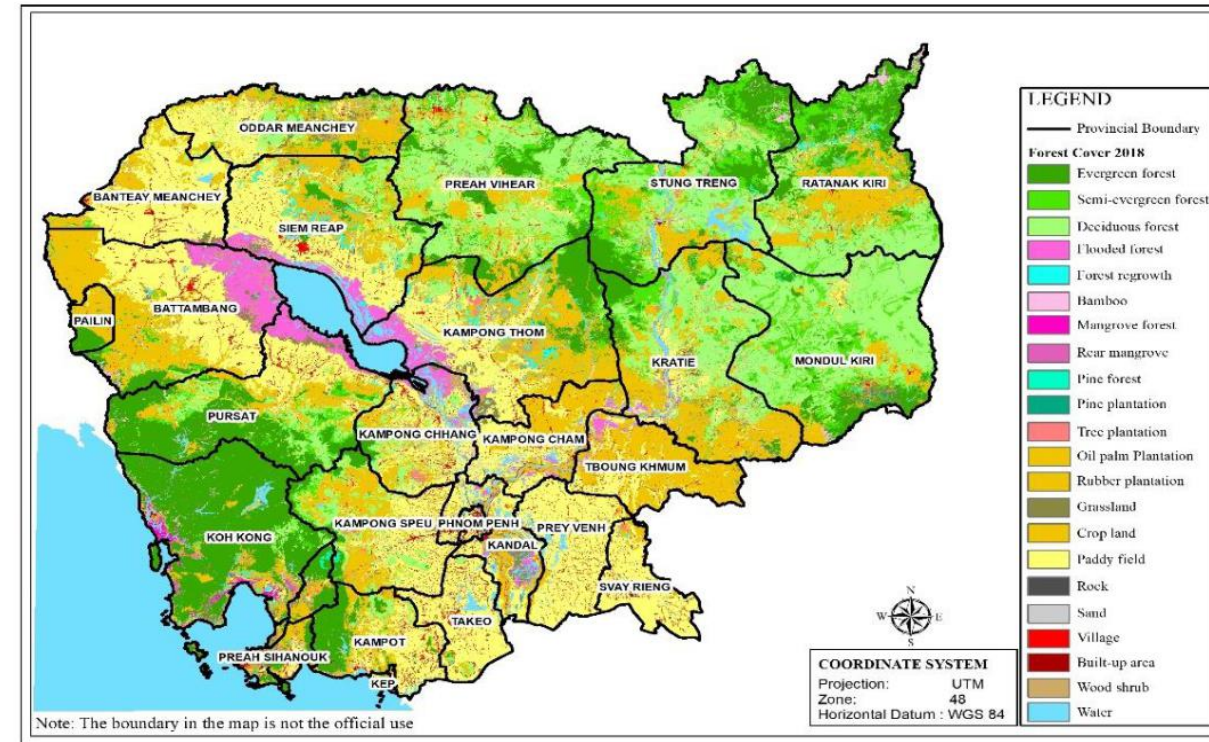 ODDAR MEANCHEY
BANTEAY MEANCHEY
PREAH VIHEAR
STUNG TRENG
RATANAK KIRI
SIEM REAP
BATTAMBANG
PAILIN
KAMPONG THOM
KRATIE
MONDUL KIRI
PURSAT
KAMPONG CHHANG
KAMPONG CHAM
TBOUNG KHMUM
KAMPONG SPEU
PHNOM PENH
PREY VENH
KOH KONG
KANDAL
SVAY RIENG
TAKEO
KAMPOT
PREAH SIHANOUK
KEP
Note: The boundary in the map is not the official use
N
W
E
S
COORDINATE SYSTEM
Projection: UTM
Zone: 48
Horizontal Datum : WGS 84
LEGEND
Provincial Boundary
Forest Cover 2018
Evergreen forest
Semi-evergreen forest
Deciduous forest
Flooded forest
Forest regrowth
Bamboo
Mangrove forest
Rear mangrove
Pine forest
Pine plantation
Tree plantation
Oil palm Plantation
Rubber plantation
Grassland
Crop land
Paddy field
Rock
Sand
Village
Built-up area
Wood shrub
Water